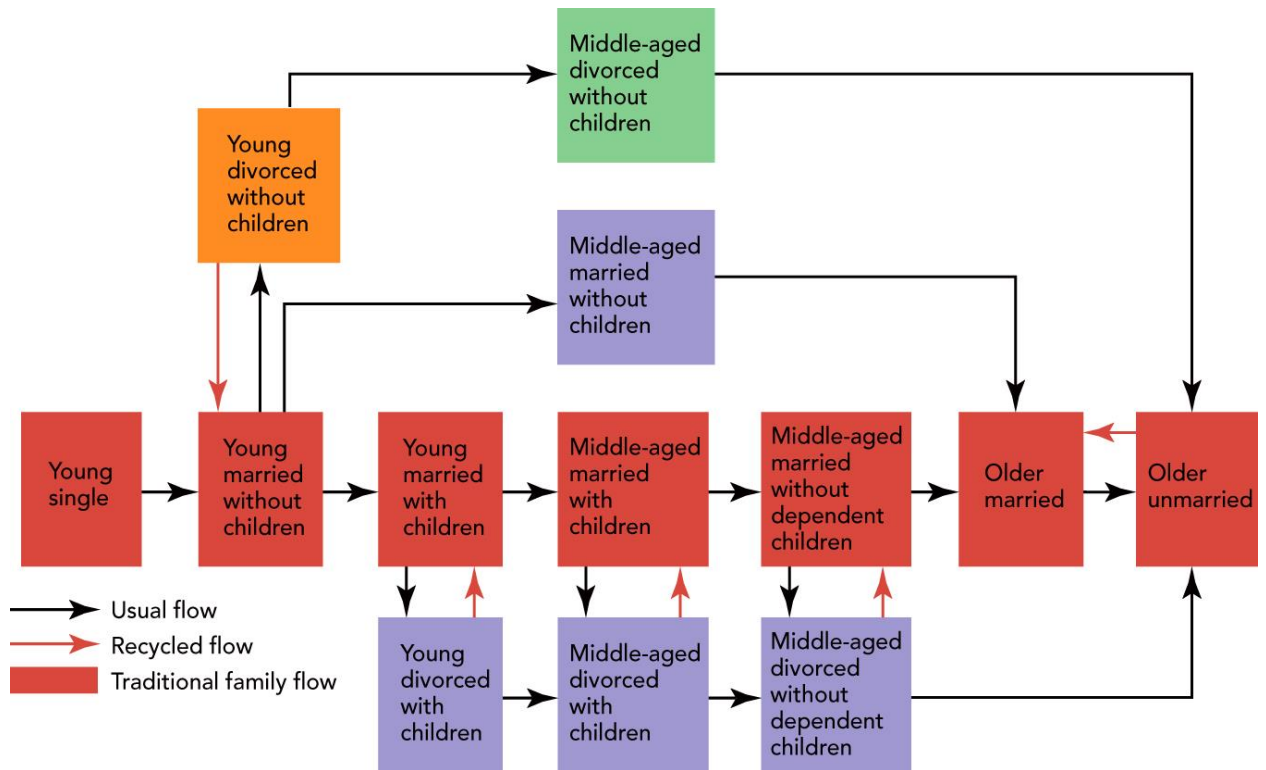 Middle-aged
divorced
without
children
Young
divorced
without
children
Middle-aged
married
without
children
Young
single
Young
married
without
children
Young
married
with
children
Middle-aged
married
with
children
Middle-aged
married
without
dependent
children
Older
married
Older
unmarried
Usual flow
Recycled flow
Traditional family flow
Young
divorced
with
children
Middle-aged
divorced
with
children
Middle-aged
divorced
without
dependent
children